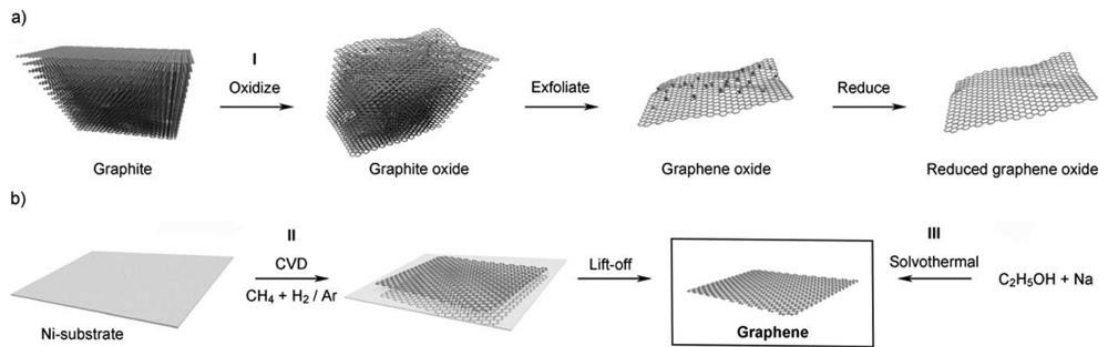 a)
I
Oxidize
Exfoliate
Reduce
Graphite
Graphite oxide
Graphene oxide
Reduced graphene oxide
b)
II
CVD
CH₄ + H₂ / Ar
Lift-off
III
Solvothermal
C₂H₅OH + Na
Ni-substrate
Graphene